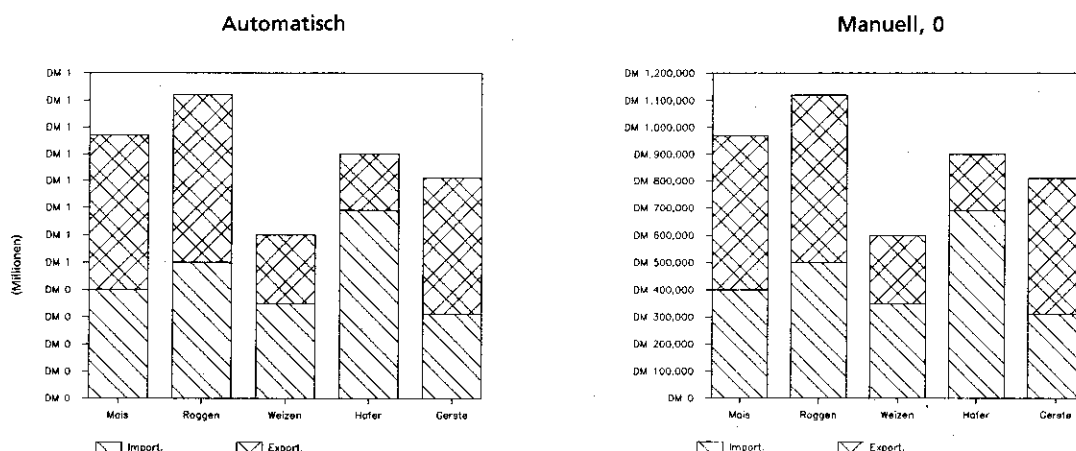 Automatisch
DM 1
DM 1
DM 1
DM 1
DM 1
DM 1
DM 1
DM 1
DM 0
DM 0
DM 0
DM 0
DM 0
(Millionen)
Mais
Roggen
Weizen
Hafer
Gerste
Import.
Export.
Manuell, 0
DM 1,200,000
DM 1,100,000
DM 1,000,000
DM 900,000
DM 800,000
DM 700,000
DM 600,000
DM 500,000
DM 400,000
DM 300,000
DM 200,000
DM 100,000
DM 0
Mais
Roggen
Weizen
Hafer
Gerste
Import.
Export.